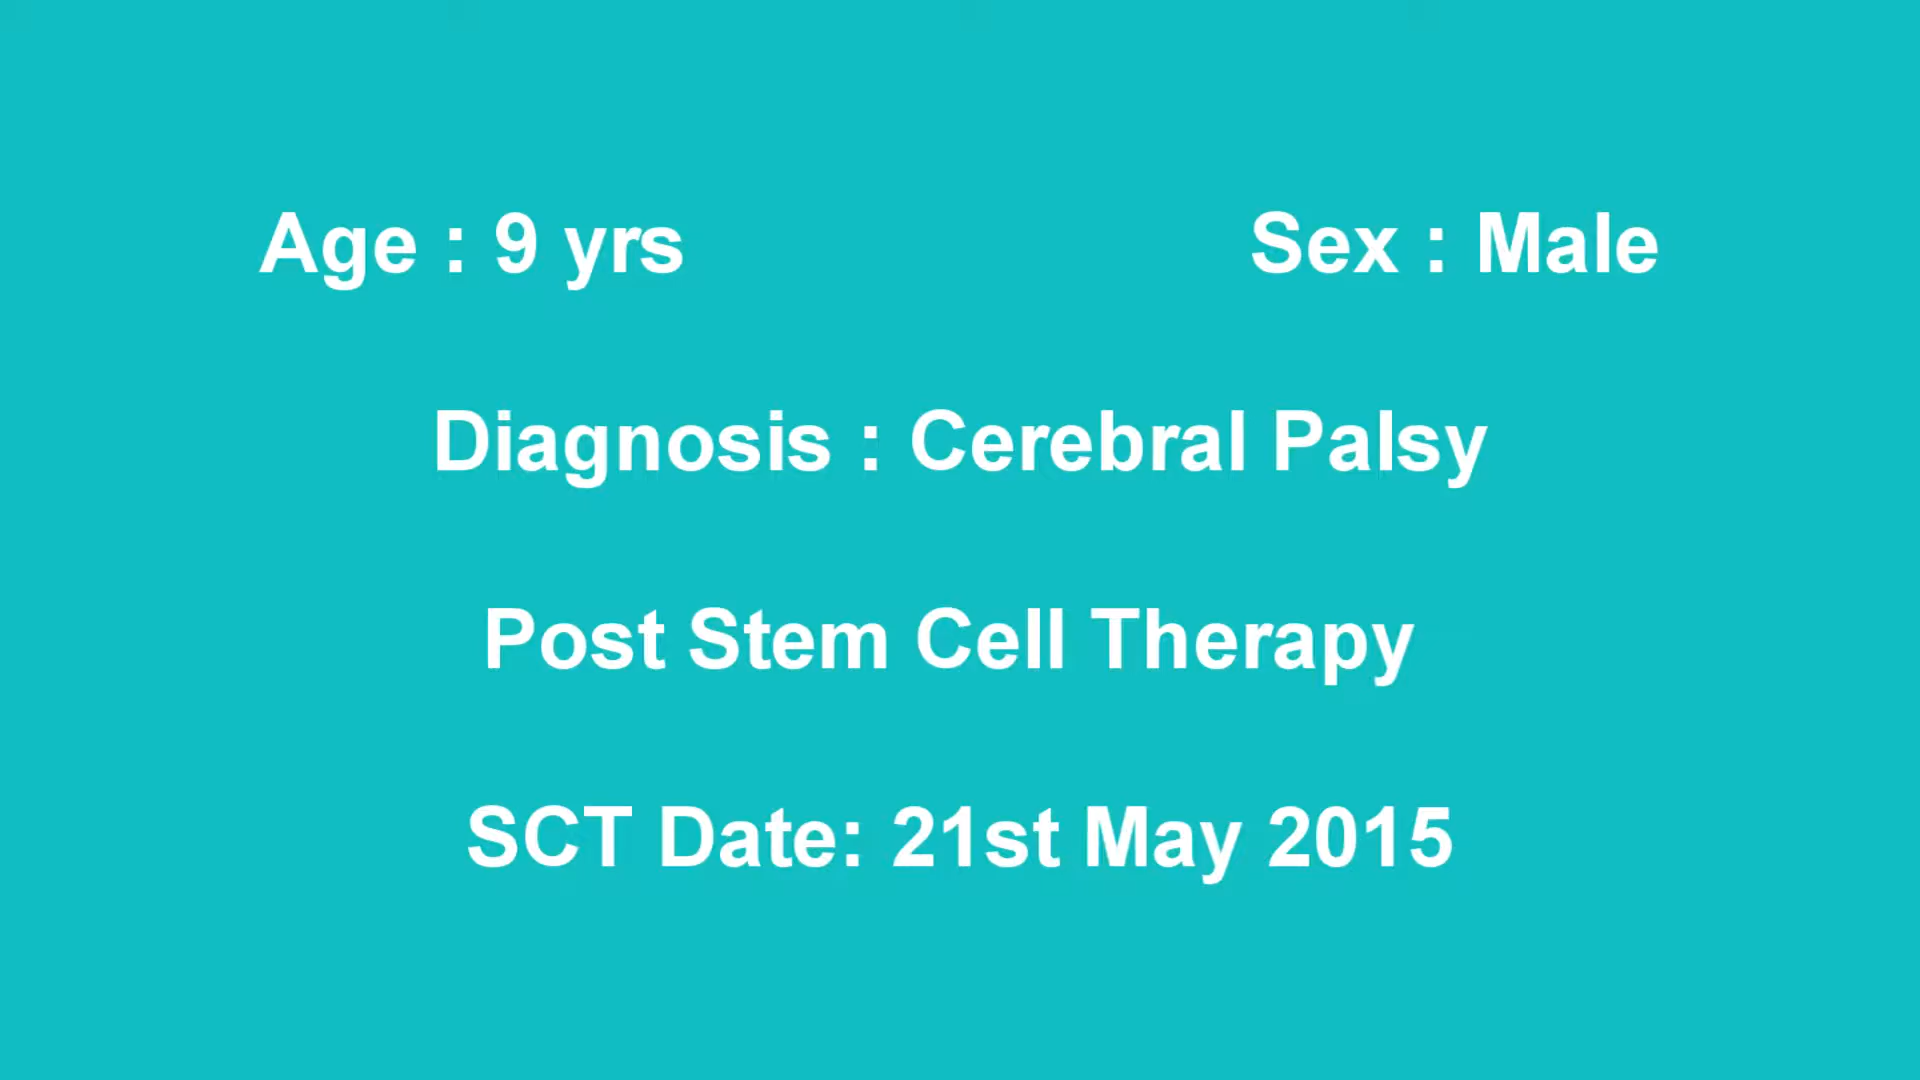 Age : 9 yrs Sex : Male
Diagnosis : Cerebral Palsy
Post Stem Cell Therapy
SCT Date: 21st May 2015